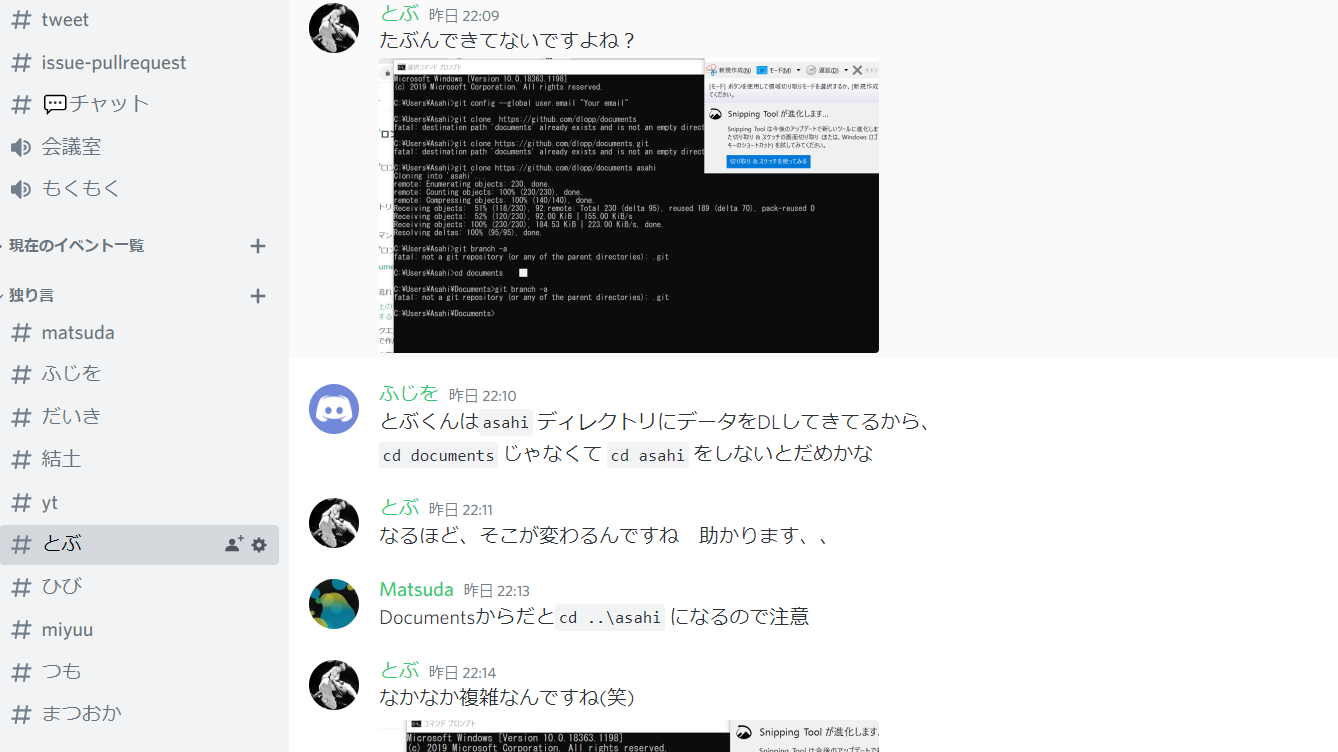 tweet
issue-pullrequest
💬チャット
会議室
もくもく
現在のイベント一覧
独り言
matsuda
ふじを
だいき
結土
yt
とぶ
ひび
miyuu
つも
まつおか
とぶ 昨日 22:09
たぶんできてないですよね？
選択コマンド プロンプト
Microsoft Windows [Version 10.0.18363.1198]
(c) 2019 Microsoft Corporation. All rights reserved.
C:¥Users¥Asahi>git config --global user.email "Your email"
C:¥Users¥Asahi>git clone  https://github.com/dlopp/documents
fatal: destination path 'documents' already exists and is not an empty direct
C:¥Users¥Asahi>git clone https://github.com/dlopp/documents.git
fatal: destination path 'documents' already exists and is not an empty direct
C:¥Users¥Asahi>git clone https://github.com/dlopp/documents asahi
Cloning into 'asahi'...
remote: Enumerating objects: 230, done.
remote: Counting objects: 100% (230/230), done.
remote: Compressing objects: 100% (140/140), done.
Receiving objects:  51% (118/230), 92.remote: Total 230 (delta 95), reused 189 (delta 70), pack-reused 0
Receiving objects:  52% (120/230), 92.00 KiB | 155.00 KiB/s
Receiving objects: 100% (230/230), 184.53 KiB | 223.00 KiB/s, done.
Resolving deltas: 100% (95/95), done.
C:¥Users¥Asahi>git branch -a
fatal: not a git repository (or any of the parent directories): .git
C:¥Users¥Asahi>cd documents
C:¥Users¥Asahi¥Documents>git branch -a
fatal: not a git repository (or any of the parent directories): .git
C:¥Users¥Asahi¥Documents>
新規作成(N) モード(M) 遅延(D) キャン
[モード] ボタンを使用して領域切り取りモードを選択するか、[新規作成
てください。
Snipping Tool が進化します...
Snipping Tool は今後のアップデートで新しいツールに進化しま
た切り取り & スケッチの画面切り取り (または、Windows ロゴ
キーのショートカット) を試してみてください。
切り取り & スケッチを使ってみる
ふじを 昨日 22:10
とぶくんは asahi ディレクトリにデータをDLしてきてるから、
cd documents じゃなくて cd asahi をしないとだめかな
とぶ 昨日 22:11
なるほど、そこが変わるんですね　助かります、、
Matsuda 昨日 22:13
Documentsからだと cd ..\asahi になるので注意
とぶ 昨日 22:14
なかなか複雑なんですね(笑)
コマンド プロンプト
Microsoft Windows [Version 10.0.18363.1198]
(c) 2019 Microsoft Corporation. All rights reserved.
Snipping Tool が進化します.